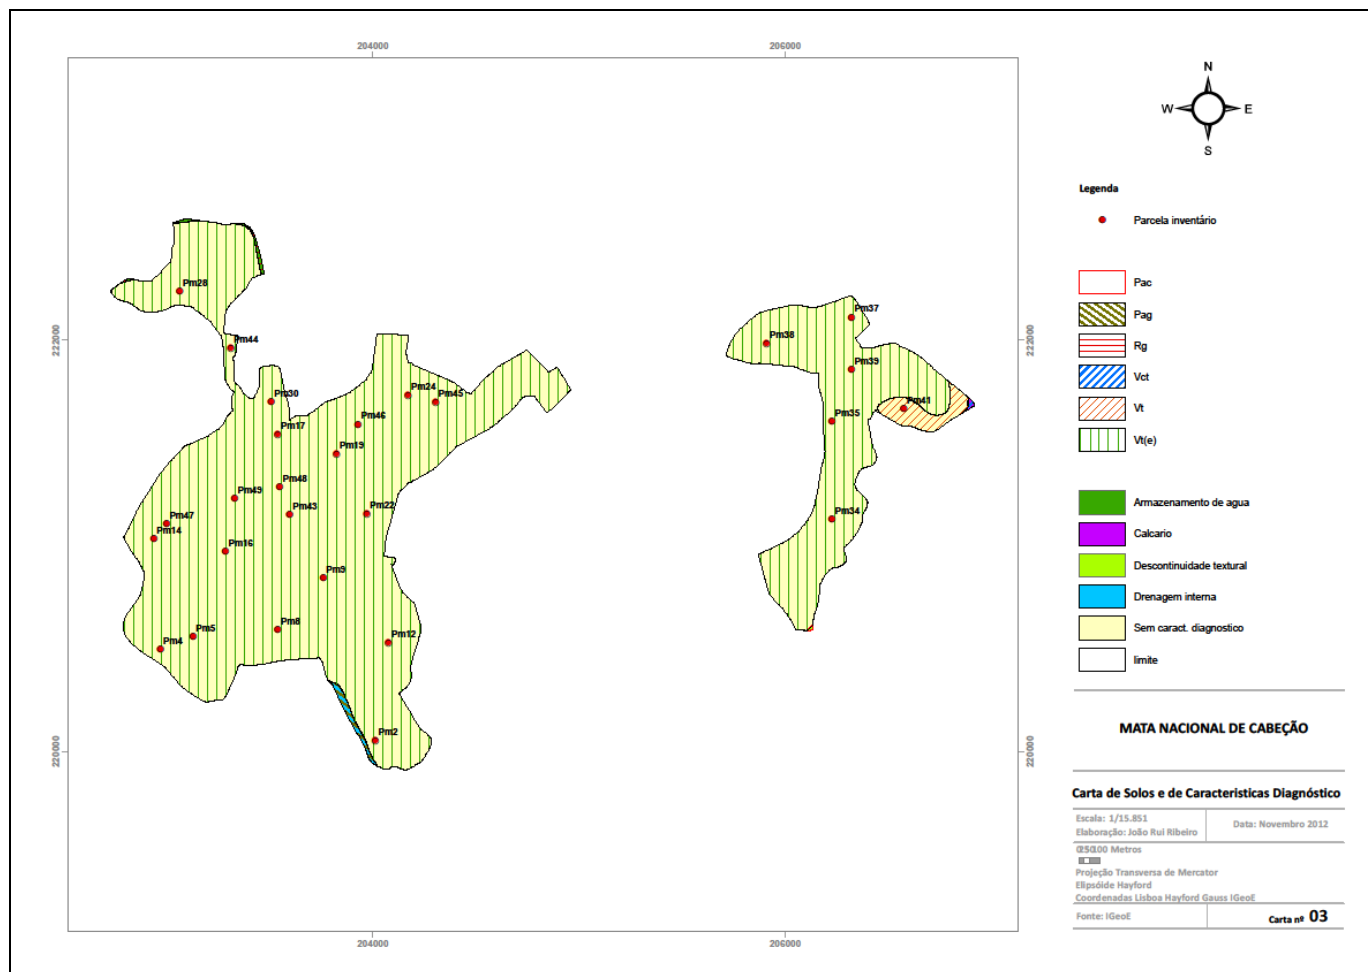 204000
206000
N
W
E
S
Legenda
Parcela inventário
Pac
Pag
Rg
Vct
Vt
Vt(e)
Armazenamento de agua
Calcario
Descontinuidade textural
Drenagem interna
Sem caract. diagnostico
limite
222000
222000
220000
220000
Pm28
Pm44
Pm30
Pm24
Pm45
Pm46
Pm17
Pm19
Pm48
Pm49
Pm43
Pm22
Pm47
Pm14
Pm16
Pm9
Pm8
Pm5
Pm4
Pm12
Pm2
Pm37
Pm38
Pm39
Pm41
Pm35
Pm34
204000
206000
MATA NACIONAL DE CABEÇÃO
Carta de Solos e de Caracteristicas Diagnóstico
Escala: 1/15.851
Elaboração: João Rui Ribeiro
Data: Novembro 2012
Metros
Projeção Transversa de Mercator
Elipsóide Hayford
Coordenadas Lisboa Hayford Gauss IGeoE
Fonte: IGeoE
Carta nº 03